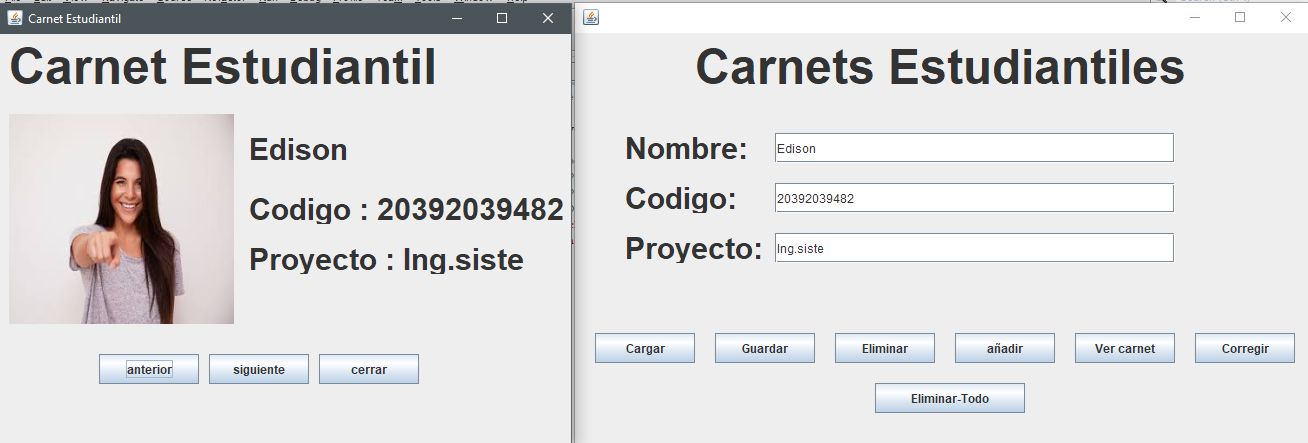 Carnet Estudiantil
Carnet Estudiantil
Edison
Codigo : 20392039482
Proyecto : Ing.siste
anterior siguiente cerrar
Carnets Estudiantiles
Nombre: Edison
Codigo: 20392039482
Proyecto: Ing.siste
Cargar Guardar Eliminar añadir Ver carnet Corregir
Eliminar-Todo